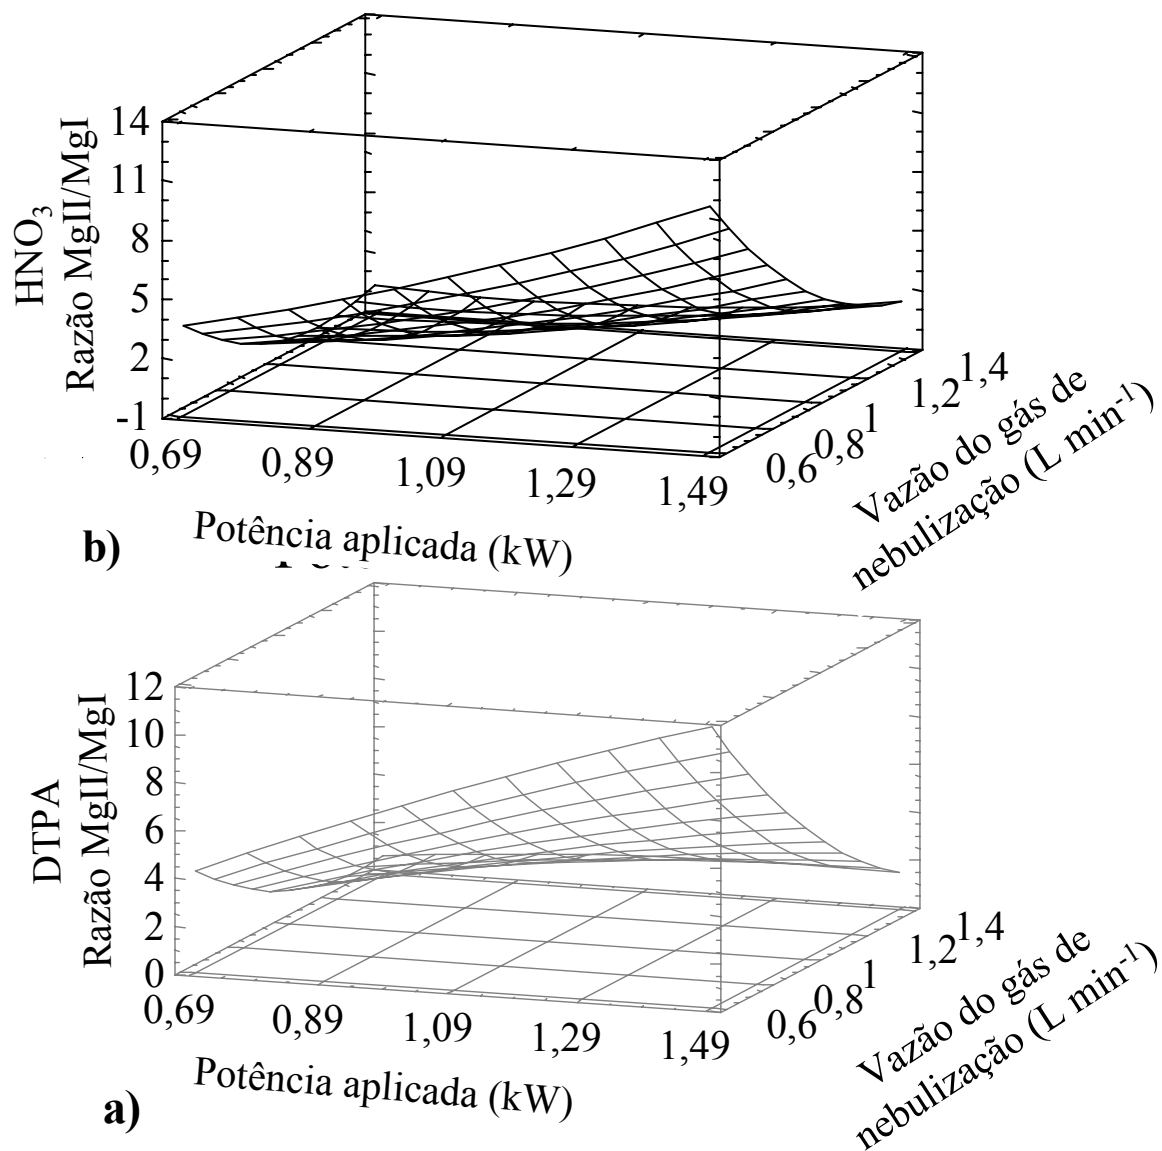 14
11
8
5
2
-1
HNO3
Razão MgII/MgI
0,69
0,89
1,09
1,29
1,49
Potência aplicada (kW)
0,6
0,8
1
1,2
1,4
Vazão do gás de
nebulização (L min-1)
b)
12
10
8
6
4
2
0
DTPA
Razão MgII/MgI
0,69
0,89
1,09
1,29
1,49
Potência aplicada (kW)
0,6
0,8
1
1,2
1,4
Vazão do gás de
nebulização (L min-1)
a)